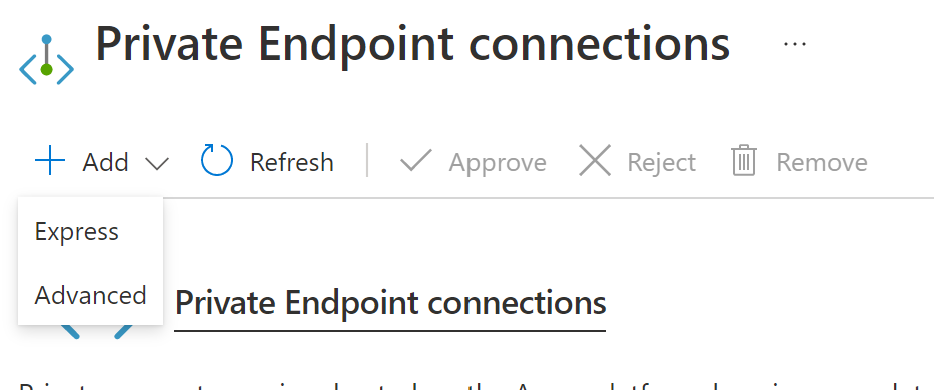 Private Endpoint connections ...
Add Refresh Approve Reject Remove
Express
Advanced
Private Endpoint connections